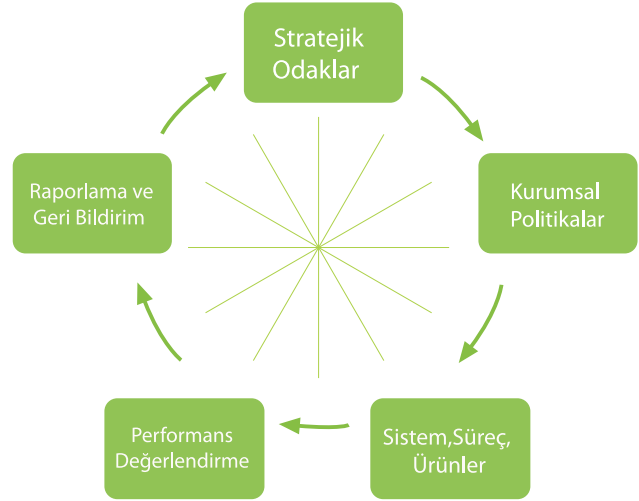 Stratejik
Odaklar
Kurumsal
Politikalar
Sistem,Süreç,
Ürünler
Performans
Değerlendirme
Raporlama ve
Geri Bildirim